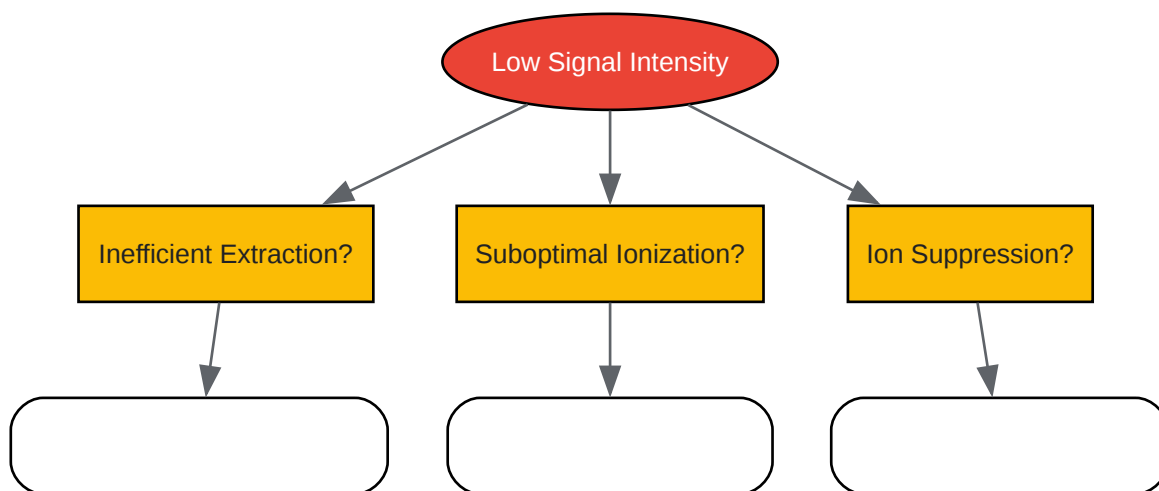 Low Signal Intensity
Inefficient Extraction?
Suboptimal Ionization?
Ion Suppression?